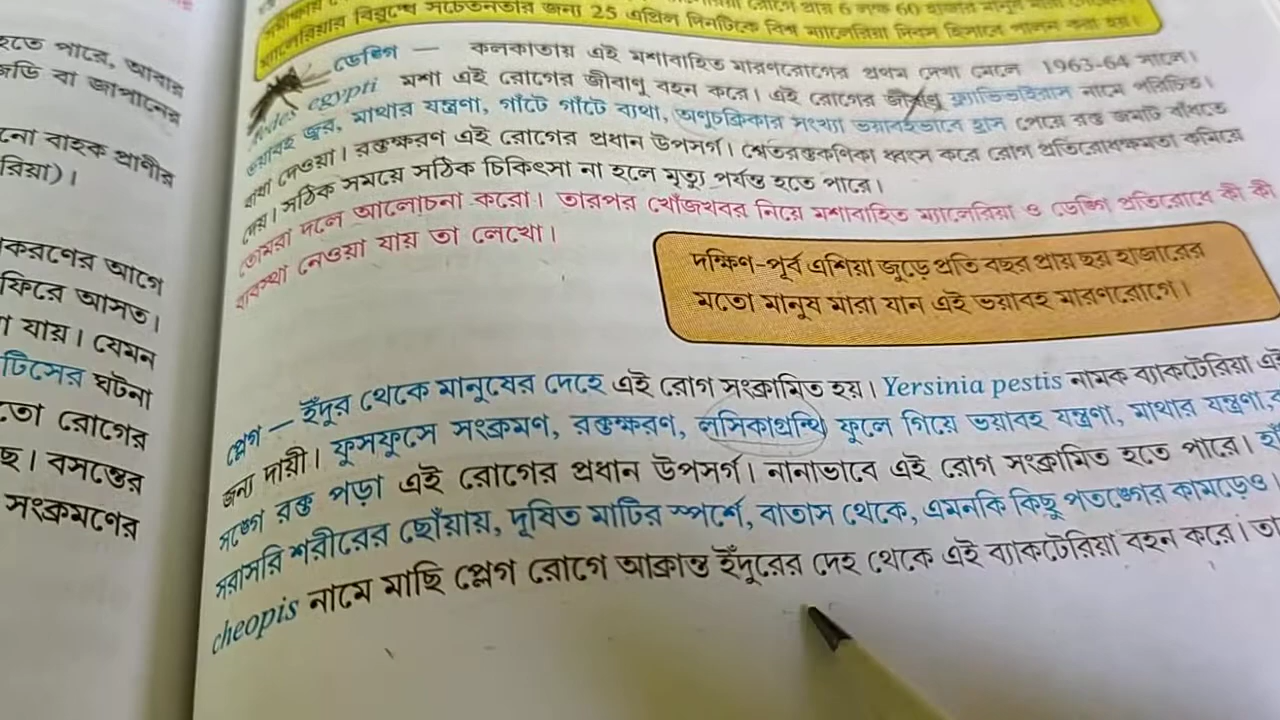 হতে পারে, আবার
জডি বা জাপানের
নো বাহক প্রাণীর
রিয়া)।
করণের আগে
ফিরে আসত।
যায়। যেমন
টিসের ঘটনা
তো রোগের
ছ। বসন্তের
সংক্রমণের
ম্যালেরিয়ার বিরুদ্ধে সচেতনতার জন্য 25 এপ্রিল দিনটিকে বিশ্ব ম্যালেরিয়া দিবস হিসাবে পালন করা হয়।
ডেঙ্গি — কলকাতায় এই মশাবাহিত মারণরোগের প্রথম দেখা মেলে 1963-64 সালে।
Aedes egypti মশা এই রোগের জীবাণু বহন করে। এই রোগের জীবাণু ফ্লাভিভাইরাস নামে পরিচিত।
ভয়াবহ জ্বর, মাথার যন্ত্রণা, গাঁটে গাঁটে ব্যথা, অণুচক্রিকার সংখ্যা ভয়াবহভাবে হ্রাস পেয়ে রক্ত জমাট বাঁধতে
বাধা দেওয়া। রক্তক্ষরণ এই রোগের প্রধান উপসর্গ। শ্বেতরক্তকণিকা ধ্বংস করে রোগ প্রতিরোধক্ষমতা কমিয়ে
দেয়। সঠিক সময়ে সঠিক চিকিৎসা না হলে মৃত্যু পর্যন্ত হতে পারে।
তোমরা দলে আলোচনা করো। তারপর খোঁজখবর নিয়ে মশাবাহিত ম্যালেরিয়া ও ডেঙ্গি প্রতিরোধে কী কী
ব্যবস্থা নেওয়া যায় তা লেখো।
দক্ষিণ-পূর্ব এশিয়া জুড়ে প্রতি বছর প্রায় ছয় হাজারের
মতো মানুষ মারা যান এই ভয়াবহ মারণরোগে।
প্লেগ — ইঁদুর থেকে মানুষের দেহে এই রোগ সংক্রামিত হয়। Yersinia pestis নামক ব্যাকটেরিয়া এই
জন্য দায়ী। ফুসফুসে সংক্রমণ, রক্তক্ষরণ, লসিকাগ্রন্থি ফুলে গিয়ে ভয়াবহ যন্ত্রণা, মাথার যন্ত্রণা,
সঙ্গে রক্ত পড়া এই রোগের প্রধান উপসর্গ। নানাভাবে এই রোগ সংক্রামিত হতে পারে।
সরাসরি শরীরের ছোঁয়ায়, দূষিত মাটির স্পর্শে, বাতাস থেকে, এমনকি কিছু পতঙ্গের কামড়েও।
cheopis নামে মাছি প্লেগ রোগে আক্রান্ত ইঁদুরের দেহ থেকে এই ব্যাকটেরিয়া বহন করে।